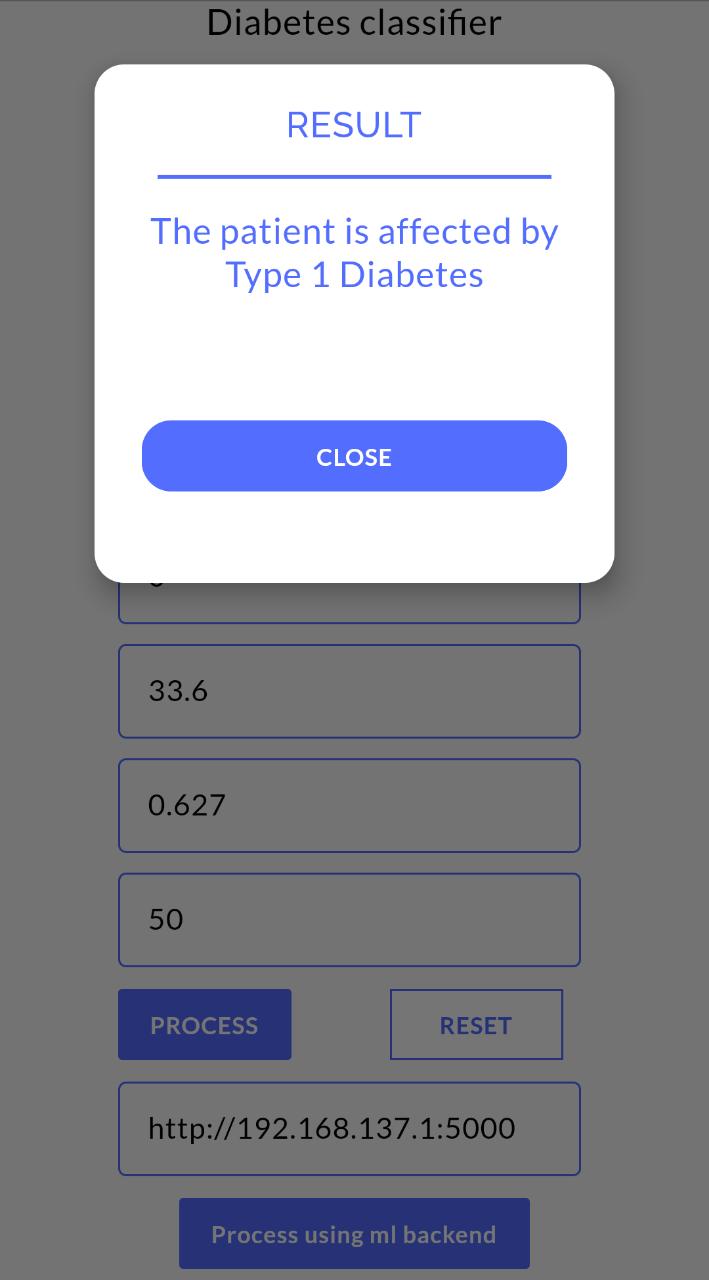 Diabetes classifier
RESULT
The patient is affected by
Type 1 Diabetes
CLOSE
33.6
0.627
50
PROCESS
RESET
http://192.168.137.1:5000
Process using ml backend